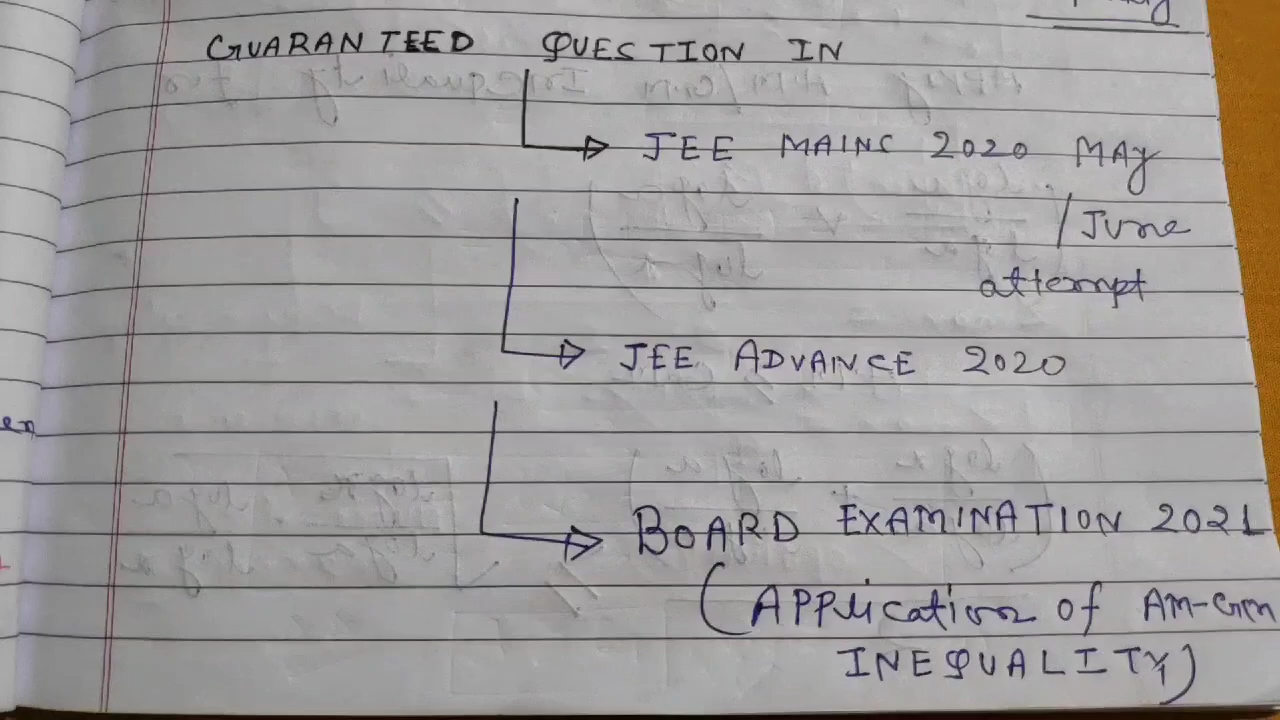 GUARANTEED QUESTION IN
JEE MAINS 2020 MAY
/June
attempt
JEE ADVANCE 2020
en
BOARD EXAMINATION 2021
(APPlication of AM-GM
INEQUALITY)